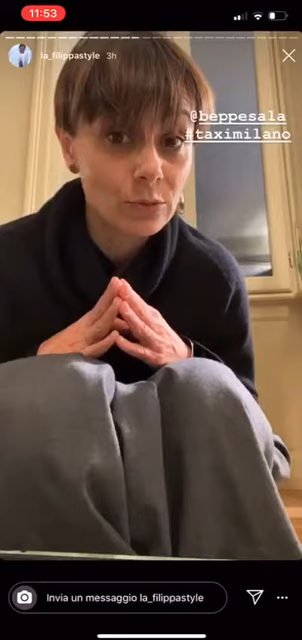 11:53
la_filippastyle 3h
@beppesala
#taximilano
Invia un messaggio la_filippastyle